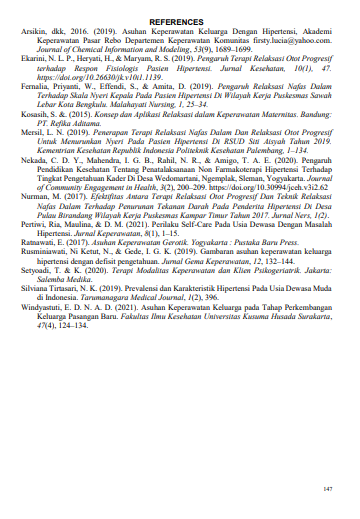 REFERENCES
Arsikin, dkk, 2016. (2019). Asuhan Keperawatan Keluarga Dengan Hipertensi, Akademi
Keperawatan Pasar Rebo Departemen Keperawatan Komunitas firsty.lucia@yahoo.com.
Journal of Chemical Information and Modeling, 53(9), 1689–1699.
Ekarini, N. L. P., Heryati, H., & Maryam, R. S. (2019). Pengaruh Terapi Relaksasi Otot Progresif
terhadap Respon Fisiologis Pasien Hipertensi. Jurnal Kesehatan, 10(1), 47.
https://doi.org/10.26630/jk.v10i1.1139.
Fernalia, Priyanti, W., Effendi, S., & Amita, D. (2019). Pengaruh Relaksasi Nafas Dalam
Terhadap Skala Nyeri Kepala Pada Pasien Hipertensi Di Wilayah Kerja Puskesmas Sawah
Lebar Kota Bengkulu. Malahayati Nursing, 1, 25–34.
Kosasih, S. &. (2015). Konsep dan Aplikasi Relaksasi dalam Keperawatan Maternitas. Bandung:
PT. Refika Aditama.
Mersil, L. N. (2019). Penerapan Terapi Relaksasi Nafas Dalam Dan Relaksasi Otot Progresif
Untuk Menurunkan Nyeri Pada Pasien Hipertensi Di RSUD Siti Aisyah Tahun 2019.
Kementrian Kesehatan Republik Indonesia Politeknik Kesehatan Palembang, 1–134.
Nekada, C. D. Y., Mahendra, I. G. B., Rahil, N. R., & Amigo, T. A. E. (2020). Pengaruh
Pendidikan Kesehatan Tentang Penatalaksanaan Non Farmakoterapi Hipertensi Terhadap
Tingkat Pengetahuan Kader Di Desa Wedomartani, Ngemplak, Sleman, Yogyakarta. Journal
of Community Engagement in Health, 3(2), 200–209. https://doi.org/10.30994/jceh.v3i2.62
Nurman, M. (2017). Efektifitas Antara Terapi Relaksasi Otot Progresif Dan Teknik Relaksasi
Nafas Dalam Terhadap Penurunan Tekanan Darah Pada Penderita Hipertensi Di Desa
Pulau Birandang Wilayah Kerja Puskesmas Kampar Timur Tahun 2017. Jurnal Ners, 1(2).
Pertiwi, Ria, Maulina, & D. M. (2021). Perilaku Self-Care Pada Usia Dewasa Dengan Masalah
Hipertensi. Jurnal Keperawatan, 8(1), 1–15.
Ratnawati, E. (2017). Asuhan Keperawatan Gerotik. Yogyakarta : Pustaka Baru Press.
Rusminiawati, Ni Ketut, N., & Gede, I. G. K. (2019). Gambaran asuhan keperawatan keluarga
hipertensi dengan defisit pengetahuan. Jurnal Gema Keperawatan, 12, 132–144.
Setyoadi, T. & K. (2020). Terapi Modalitas Keperawatan dan Klien Psikogeriatrik. Jakarta:
Salemba Medika.
Silviana Tirtasari, N. K. (2019). Prevalensi dan Karakteristik Hipertensi Pada Usia Dewasa Muda
di Indonesia. Tarumanagara Medical Journal, 1(2), 396.
Windyastuti, E. D. N. A. D. (2021). Asuhan Keperawatan Keluarga pada Tahap Perkembangan
Keluarga Pasangan Baru. Fakultas Ilmu Kesehatan Universitas Kusuma Husada Surakarta,
47(4), 124–134.
147